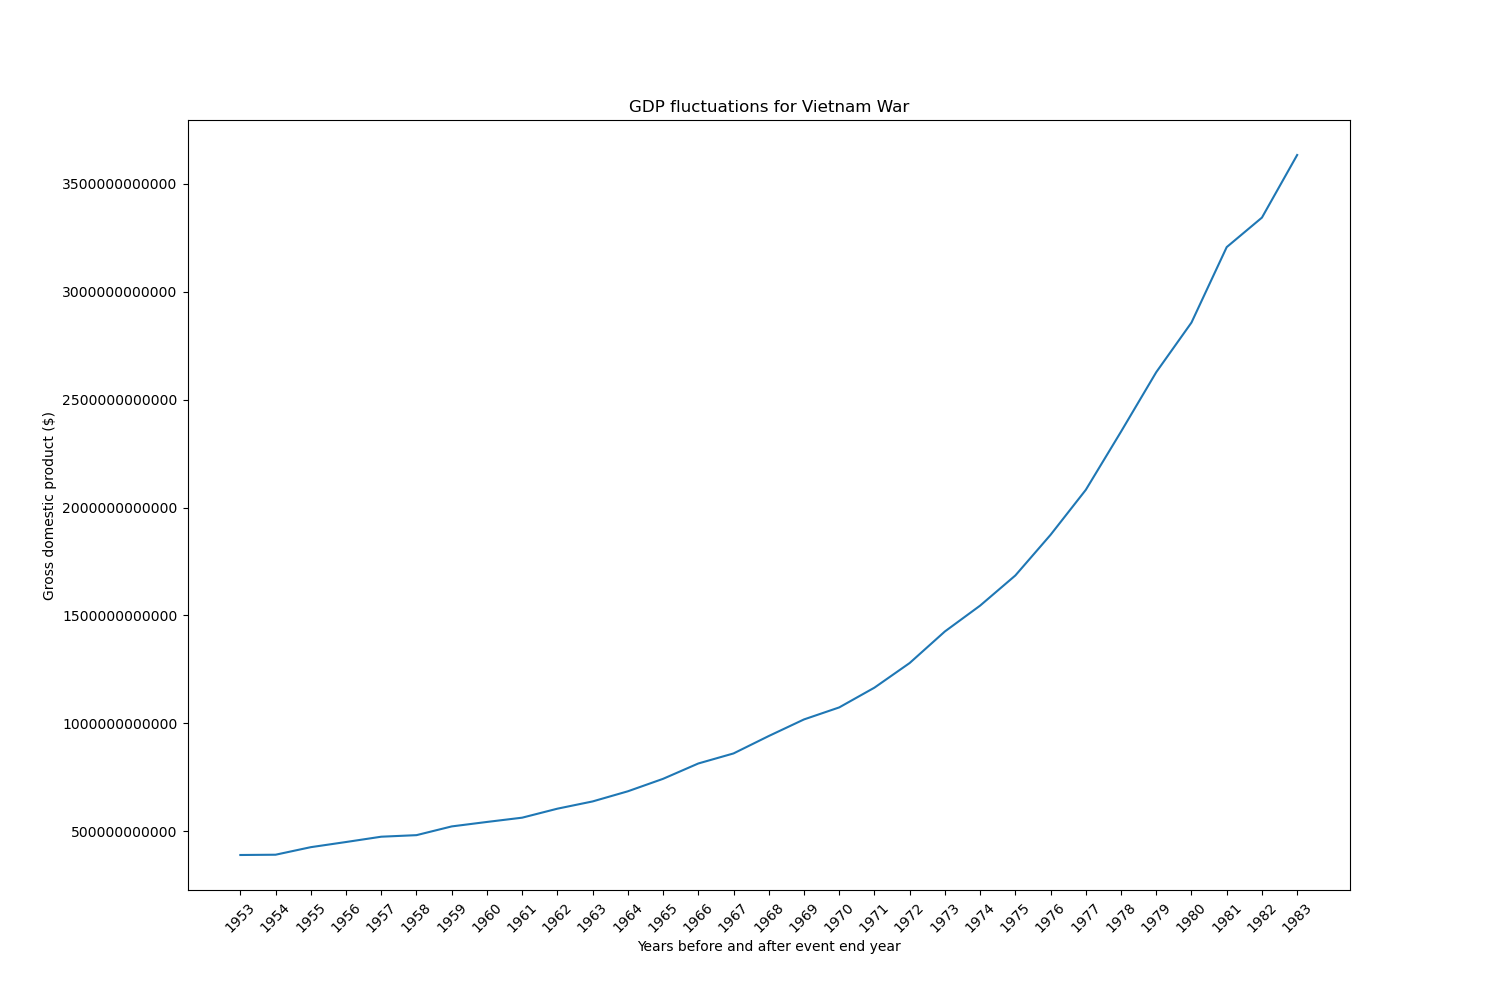 GDP fluctuations for Vietnam War
Gross domestic product ($)
3500000000000
3000000000000
2500000000000
2000000000000
1500000000000
1000000000000
500000000000
1953 1954 1955 1956 1957 1958 1959 1960 1961 1962 1963 1964 1965 1966 1967 1968 1969 1970 1971 1972 1973 1974 1975 1976 1977 1978 1979 1980 1981 1982 1983
Years before and after event end year